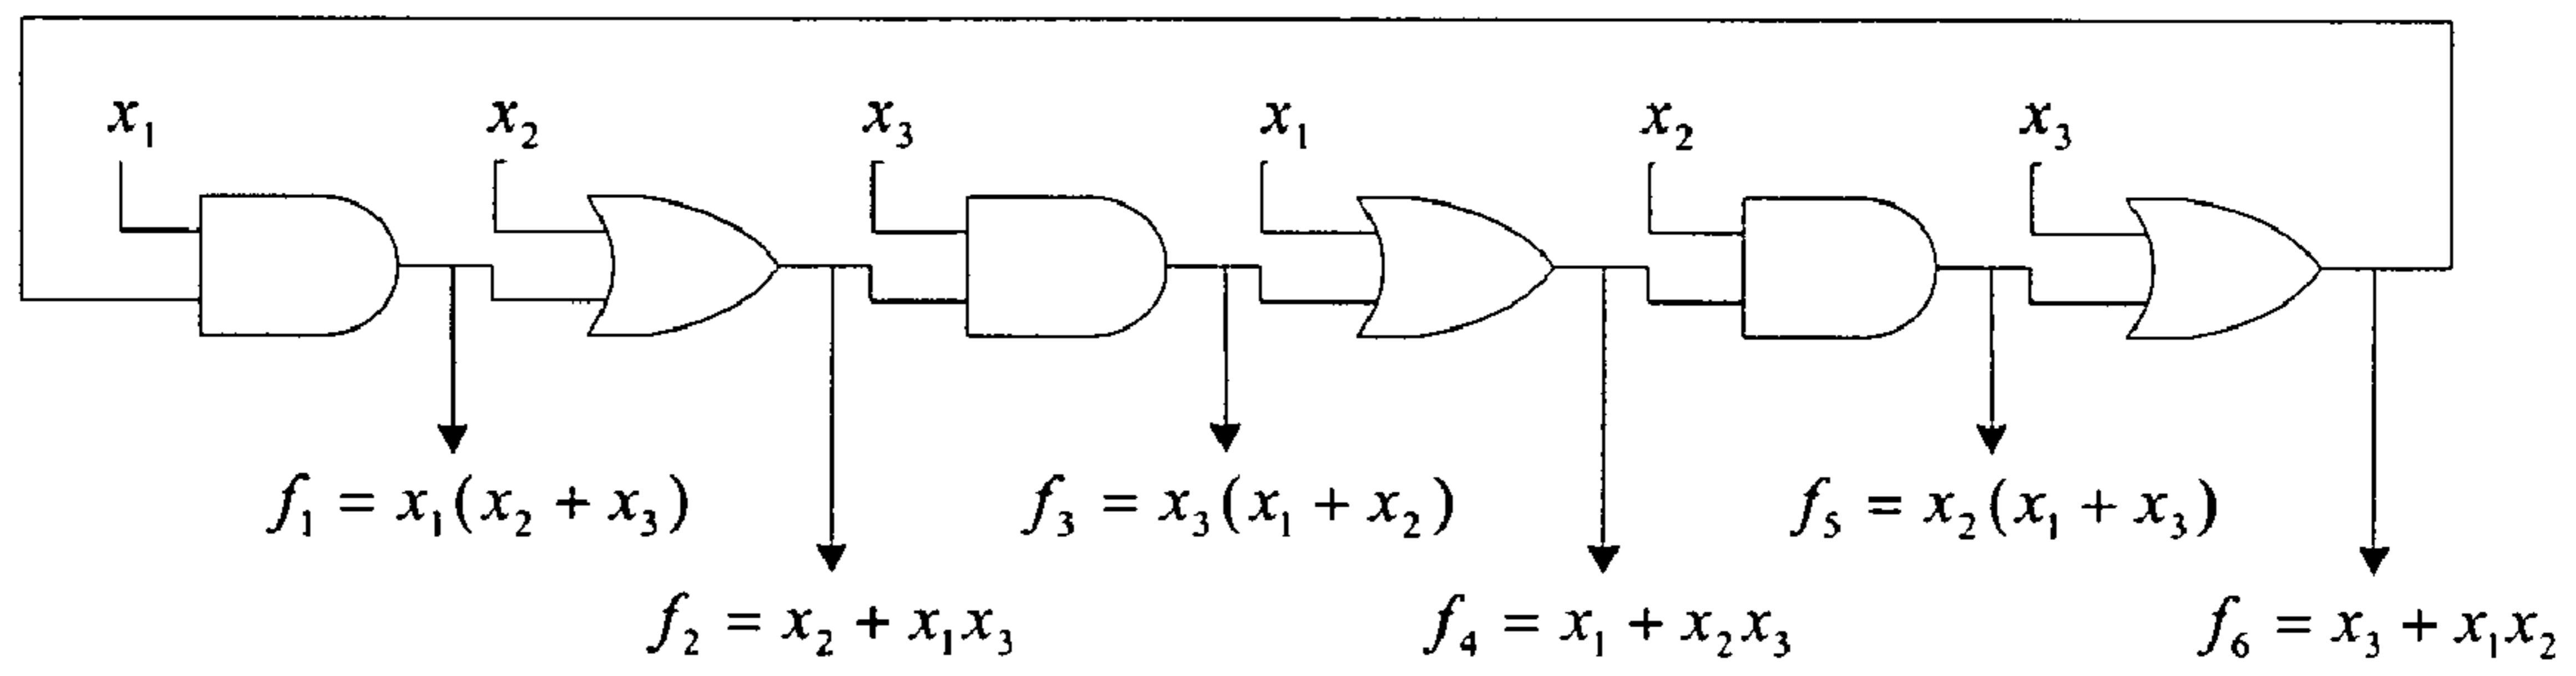 x₁ x₂ x₃ x₁ x₂ x₃
f₁ = x₁(x₂ + x₃) f₃ = x₃(x₁ + x₂) f₅ = x₂(x₁ + x₃)
f₂ = x₂ + x₁x₃ f₄ = x₁ + x₂x₃ f₆ = x₃ + x₁x₂